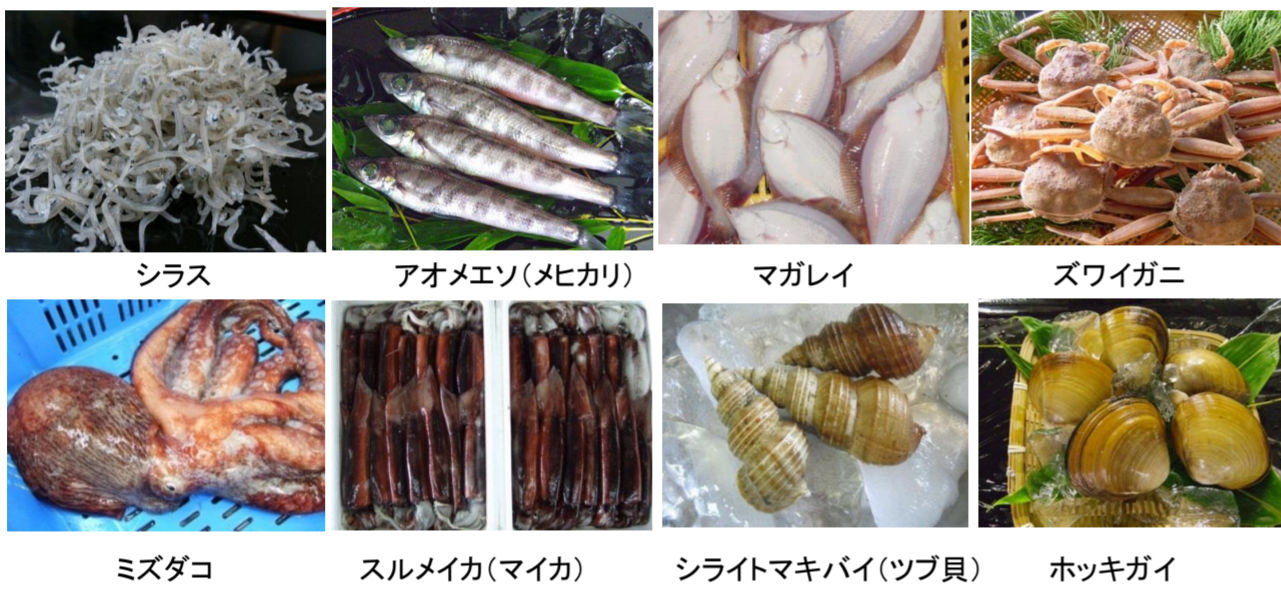 シラス
アオメエソ（メヒカリ）
マガレイ
ズワイガニ
ミズダコ
スルメイカ（マイカ）
シライトマキバイ（ツブ貝）
ホッキガイ